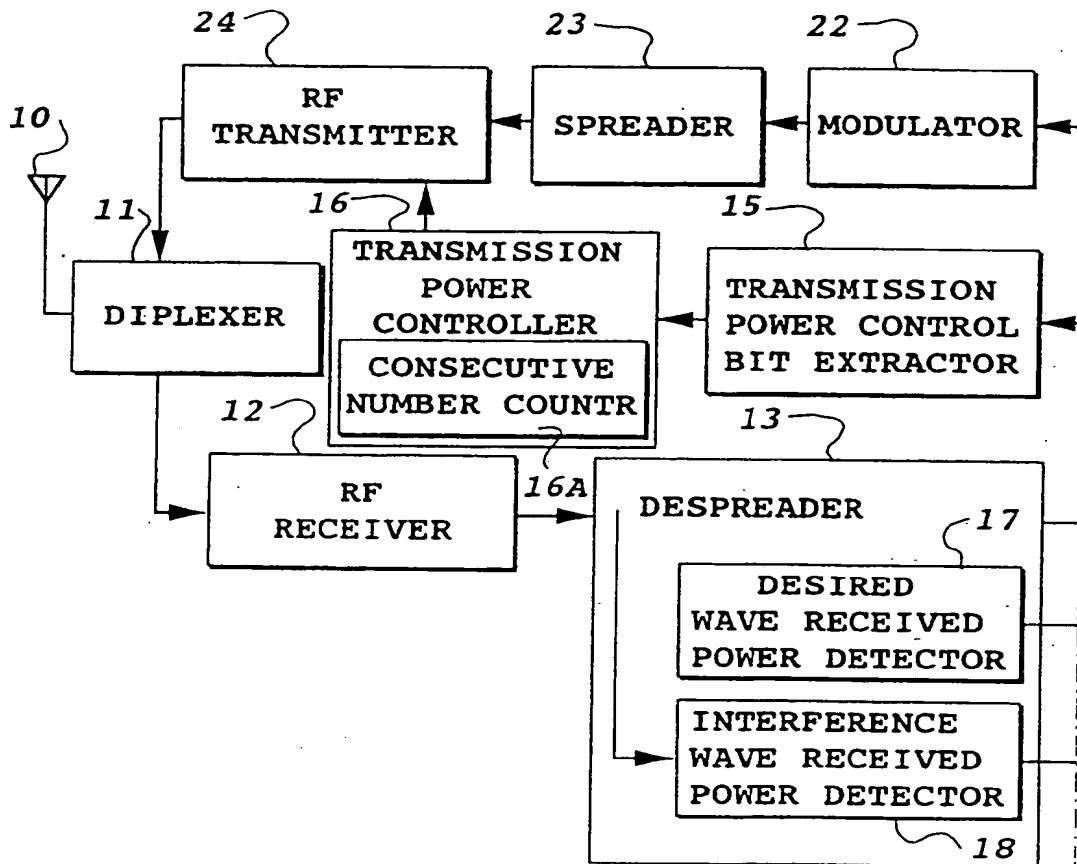 24
23
22
RF
TRANSMITTER
SPREADER
MODULATOR
10
11
16
15
DIPLEXER
TRANSMISSION
POWER
CONTROLLER
CONSECUTIVE
NUMBER COUNTR
16A
TRANSMISSION
POWER CONTROL
BIT EXTRACTOR
12
13
RF
RECEIVER
DESPREADER
17
DESIRED
WAVE RECEIVED
POWER DETECTOR
INTERFERENCE
WAVE RECEIVED
POWER DETECTOR
18